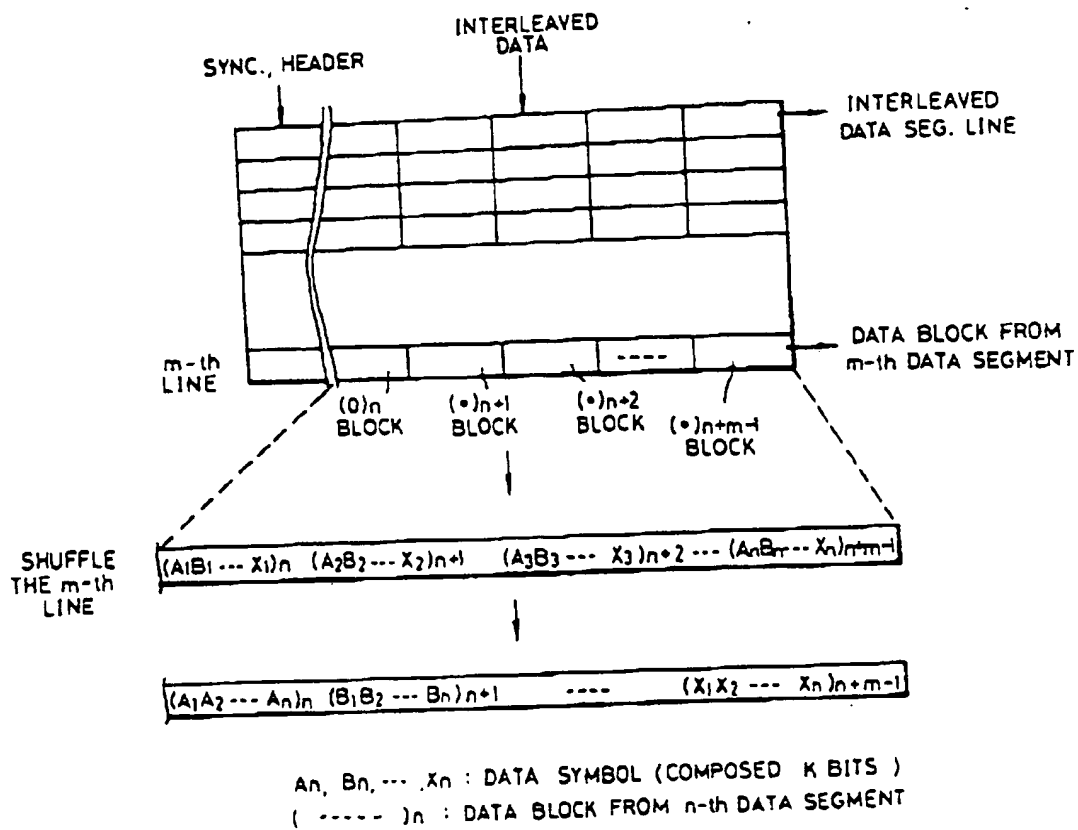 INTERLEAVED
DATA
SYNC., HEADER
INTERLEAVED
DATA SEG. LINE
m-th
LINE
----
DATA BLOCK FROM
m-th DATA SEGMENT
(0)n
BLOCK
(•)n+1
BLOCK
(•)n+2
BLOCK
(•)n+m-1
BLOCK
SHUFFLE
THE m-th
LINE
(A1B1 --- X1)n (A2B2 --- X2)n+1 (A3B3 --- X3)n+2 --- (AnBn --- Xn)n+m-1
(A1A2 --- An)n (B1B2 --- Bn)n+1 ---- (X1X2 --- Xn)n+m-1
An, Bn, --- Xn : DATA SYMBOL (COMPOSED K BITS )
( ----- )n : DATA BLOCK FROM n-th DATA SEGMENT